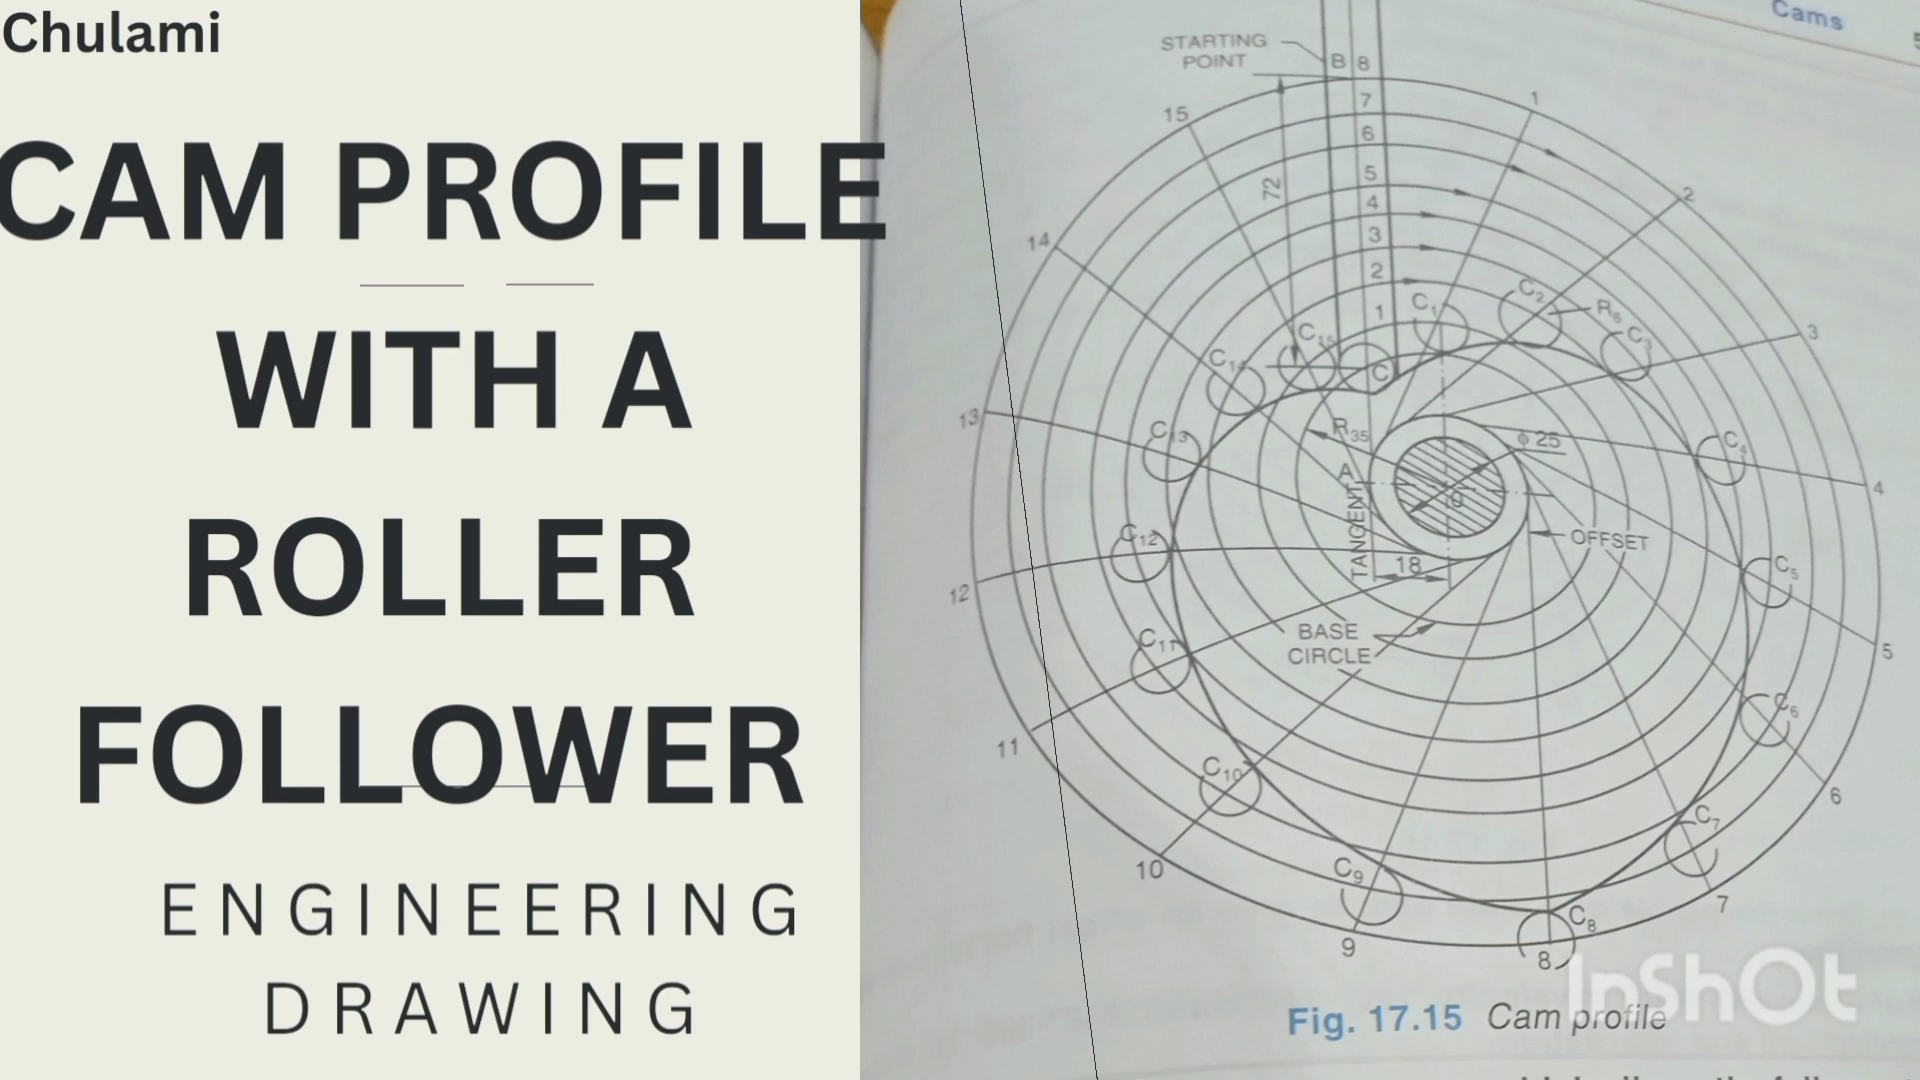 Chulami
CAM PROFILE
WITH A
ROLLER
FOLLOWER
ENGINEERING
DRAWING
Cams
STARTING
POINT
B 8
7
6
5
4
3
2
1
15
1
14
2
13
3
12
4
11
5
10
6
9
8
7
72
C
C1
C2
R6
C3
C4
C5
C6
C7
C8
C9
C10
C11
C12
C13
C14
C15
R35
ϕ 25
A
O
TANGENT
18
OFFSET
BASE
CIRCLE
Fig. 17.15 Cam profile
InShOt